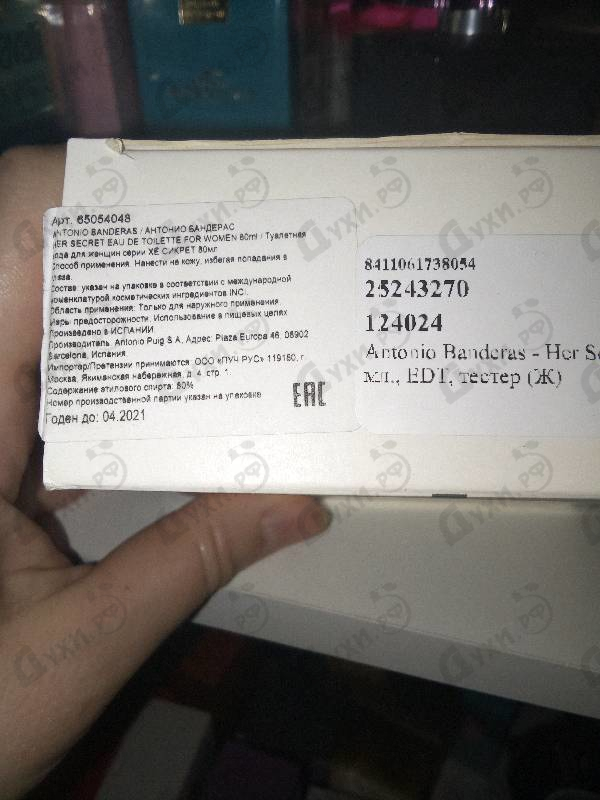 Арт. 65054048
ANTONIO BANDERAS / АНТОНИО БАНДЕРАС
HER SECRET EAU DE TOILETTE FOR WOMEN 80ml / Туалетная
вода для женщин серии ХЕ СИКРЕТ 80мл
Способ применения: Нанести на кожу, избегая попадания в
глаза.
Состав: указан на упаковке в соответствии с международной
номенклатурой косметических ингредиентов INCI.
Область применения: Только для наружного применения.
Меры предосторожности: Использование в пищевых целях
Произведено в ИСПАНИИ
Производитель: Antonio Puig S.A. Адрес: Plaza Europa 46, 08902
Barcelona, Испания.
Импортер/Претензии принимаются: ООО «ПУЧ РУС» 119180, г.
Москва, Якиманская набережная, д. 4, стр. 1.
Содержание этилового спирта: 80%
Номер производственной партии указан на упаковке
Годен до: 04.2021
EAC
8411061738054
25243270
124024
Antonio Banderas - Her Se
мл., EDT, тестер (Ж)
ДУХИ.РФ